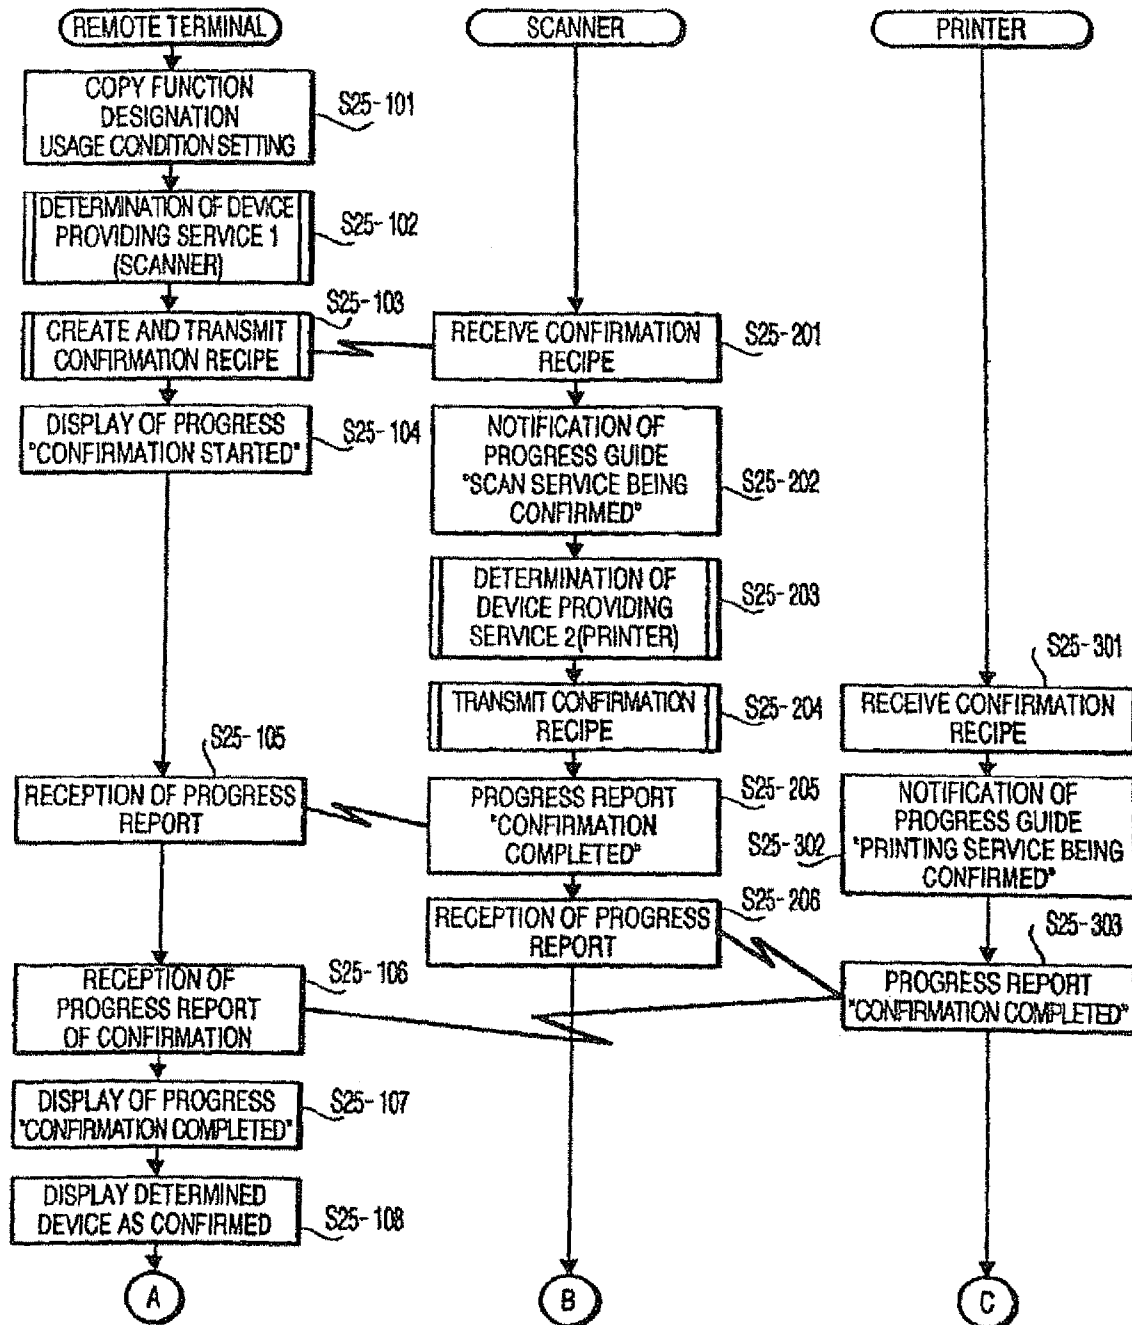 REMOTE TERMINAL
COPY FUNCTION
DESIGNATION
USAGE CONDITION SETTING
S25-101
DETERMINATION OF DEVICE
PROVIDING SERVICE 1
(SCANNER)
S25-102
CREATE AND TRANSMIT
CONFIRMATION RECIPE
S25-103
DISPLAY OF PROGRESS
"CONFIRMATION STARTED"
S25-104
S25-105
RECEPTION OF PROGRESS
REPORT
RECEPTION OF
PROGRESS REPORT
OF CONFIRMATION
S25-106
DISPLAY OF PROGRESS
"CONFIRMATION COMPLETED"
S25-107
DISPLAY DETERMINED
DEVICE AS CONFIRMED
S25-108
A
SCANNER
RECEIVE CONFIRMATION
RECIPE
S25-201
NOTIFICATION OF
PROGRESS GUIDE
"SCAN SERVICE BEING
CONFIRMED"
S25-202
DETERMINATION OF
DEVICE PROVIDING
SERVICE 2(PRINTER)
S25-203
TRANSMIT CONFIRMATION
RECIPE
S25-204
PROGRESS REPORT
"CONFIRMATION
COMPLETED"
S25-205
RECEPTION OF PROGRESS
REPORT
S25-206
B
PRINTER
S25-301
RECEIVE CONFIRMATION
RECIPE
NOTIFICATION OF
PROGRESS GUIDE
"PRINTING SERVICE BEING
CONFIRMED"
S25-302
S25-303
PROGRESS REPORT
"CONFIRMATION COMPLETED"
C